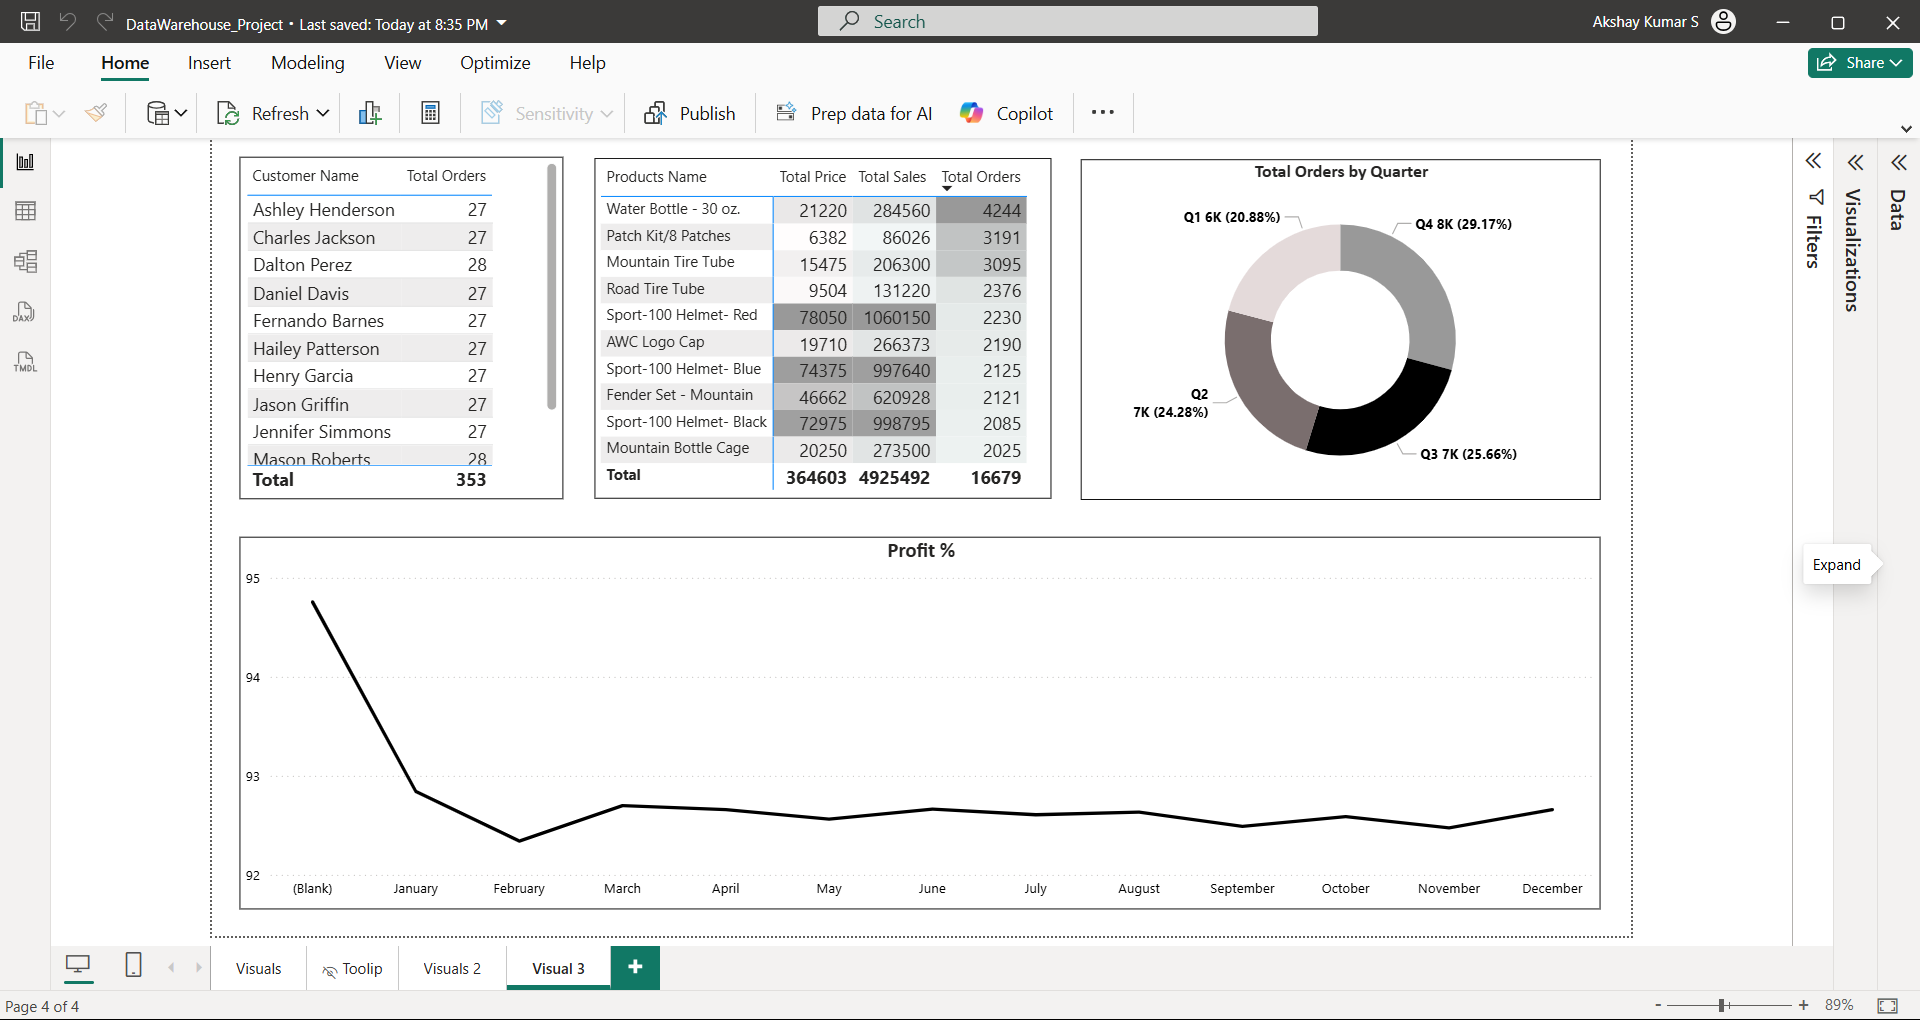 DataWarehouse_Project • Last saved: Today at 8:35 PM
Search
Akshay Kumar S
File Home Insert Modeling View Optimize Help
Share
Refresh
Sensitivity
Publish
Prep data for AI
Copilot
DAX
TMDL
Customer Name Total Orders
Ashley Henderson 27
Charles Jackson 27
Dalton Perez 28
Daniel Davis 27
Fernando Barnes 27
Hailey Patterson 27
Henry Garcia 27
Jason Griffin 27
Jennifer Simmons 27
Mason Roberts 28
Total 353
Products Name Total Price Total Sales Total Orders
Water Bottle - 30 oz. 21220 284560 4244
Patch Kit/8 Patches 6382 86026 3191
Mountain Tire Tube 15475 206300 3095
Road Tire Tube 9504 131220 2376
Sport-100 Helmet- Red 78050 1060150 2230
AWC Logo Cap 19710 266373 2190
Sport-100 Helmet- Blue 74375 997640 2125
Fender Set - Mountain 46662 620928 2121
Sport-100 Helmet- Black 72975 998795 2085
Mountain Bottle Cage 20250 273500 2025
Total 364603 4925492 16679
Total Orders by Quarter
Q1 6K (20.88%)
Q4 8K (29.17%)
Q2
7K (24.28%)
Q3 7K (25.66%)
Filters
Visualizations
Data
Expand
Profit %
95
94
93
92
(Blank) January February March April May June July August September October November December
Visuals
Toolip
Visuals 2
Visual 3
+
Page 4 of 4
- + 89%